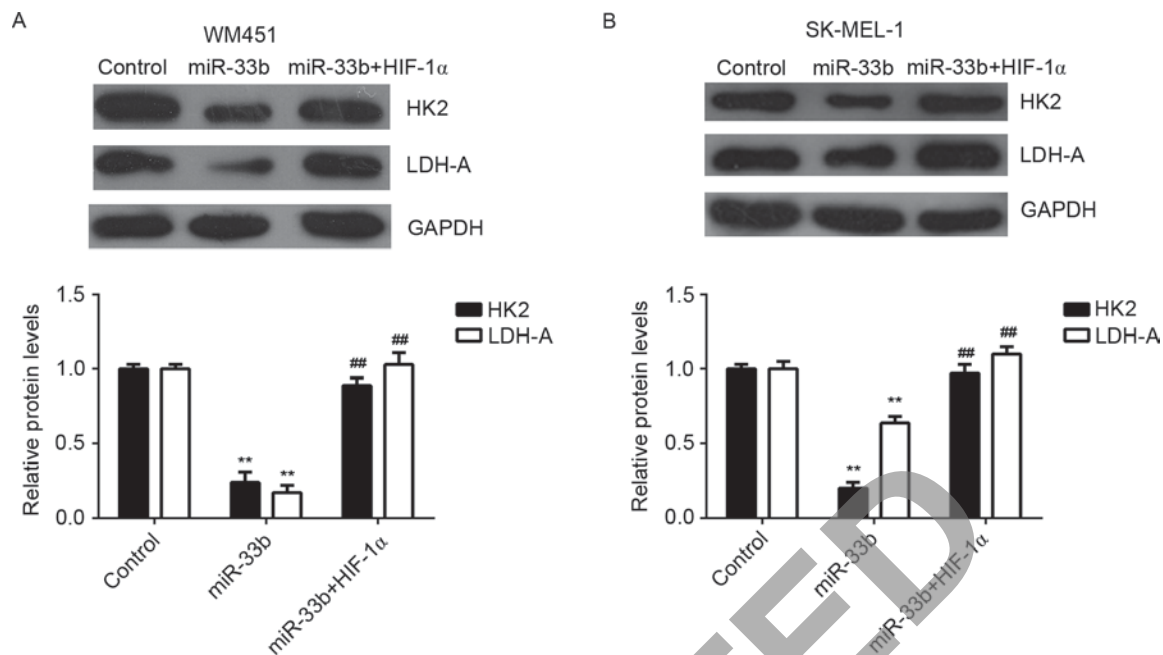 A
WM451
Control miR-33b miR-33b+HIF-1α
HK2
LDH-A
GAPDH
1.5
1.0
0.5
0.0
Relative protein levels
HK2
LDH-A
** ** ## ##
Control
miR-33b
miR-33b+HIF-1α
B
SK-MEL-1
Control miR-33b miR-33b+HIF-1α
HK2
LDH-A
GAPDH
1.5
1.0
0.5
0.0
Relative protein levels
HK2
LDH-A
** ** ## ##
Control
miR-33b
miR-33b+HIF-1α